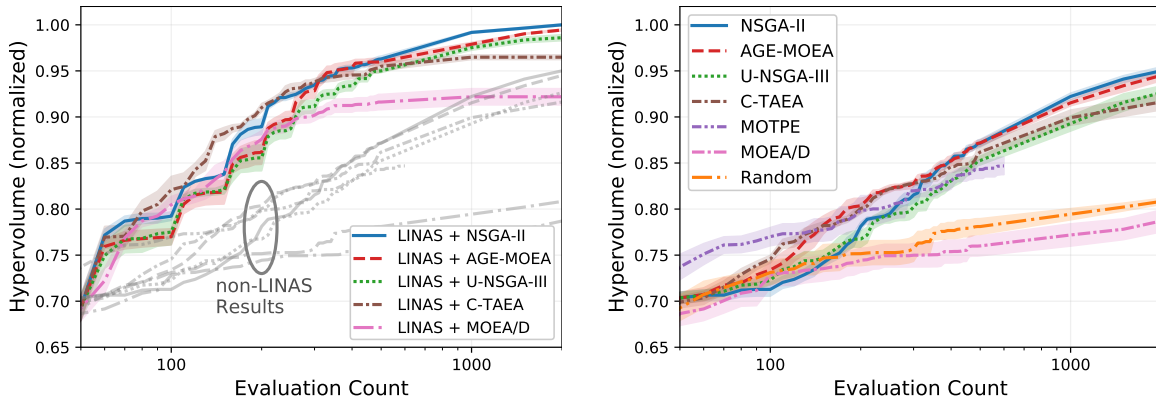 1.00
0.95
0.90
0.85
0.80
0.75
0.70
0.65
Hypervolume (normalized)
100
1000
Evaluation Count
non-LINAS
Results
LINAS + NSGA-II
LINAS + AGE-MOEA
LINAS + U-NSGA-III
LINAS + C-TAEA
LINAS + MOEA/D
1.00
0.95
0.90
0.85
0.80
0.75
0.70
0.65
Hypervolume (normalized)
100
1000
Evaluation Count
NSGA-II
AGE-MOEA
U-NSGA-III
C-TAEA
MOTPE
MOEA/D
Random